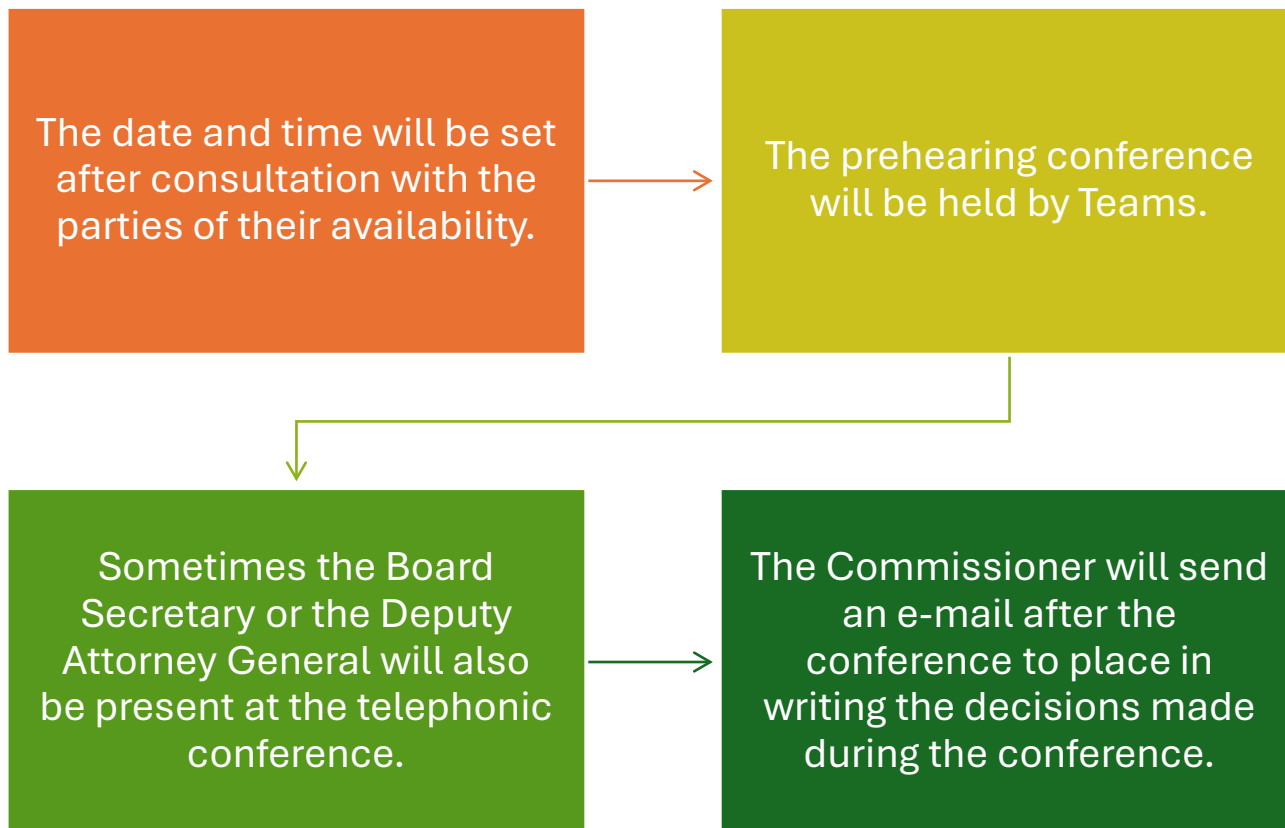 The date and time will be set
after consultation with the
parties of their availability.
The prehearing conference
will be held by Teams.
Sometimes the Board
Secretary or the Deputy
Attorney General will also
be present at the telephonic
conference.
The Commissioner will send
an e-mail after the
conference to place in
writing the decisions made
during the conference.